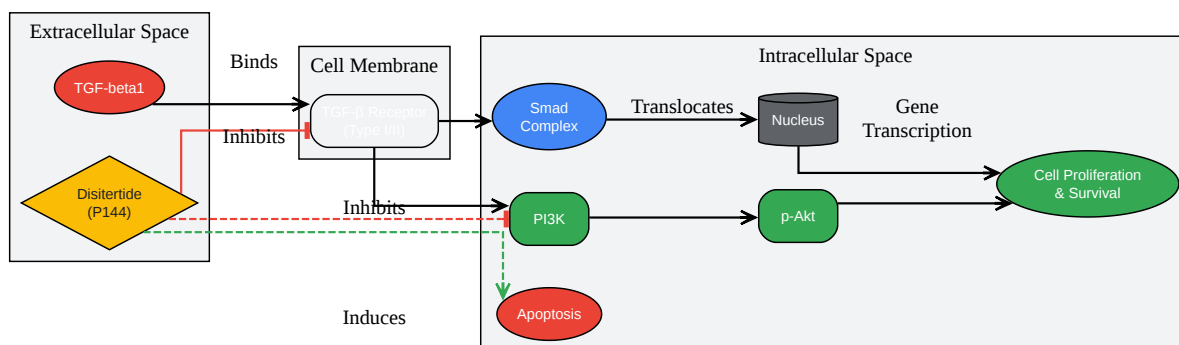 Extracellular Space
TGF-beta1
Disitertide
(P144)
Binds
Inhibits
Cell Membrane
TGF-β Receptor
(Type I/II)
Inhibits
Induces
Intracellular Space
Smad
Complex
Translocates
Nucleus
Gene
Transcription
Cell Proliferation
& Survival
PI3K
p-Akt
Apoptosis